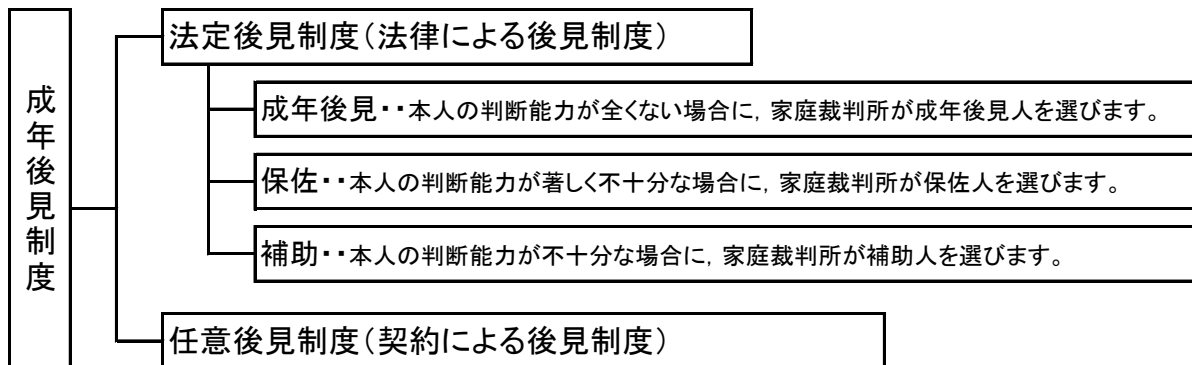 成年後見制度
法定後見制度(法律による後見制度)
成年後見・・本人の判断能力が全くない場合に,家庭裁判所が成年後見人を選びます。
保佐・・本人の判断能力が著しく不十分な場合に,家庭裁判所が保佐人を選びます。
補助・・本人の判断能力が不十分な場合に,家庭裁判所が補助人を選びます。
任意後見制度(契約による後見制度)